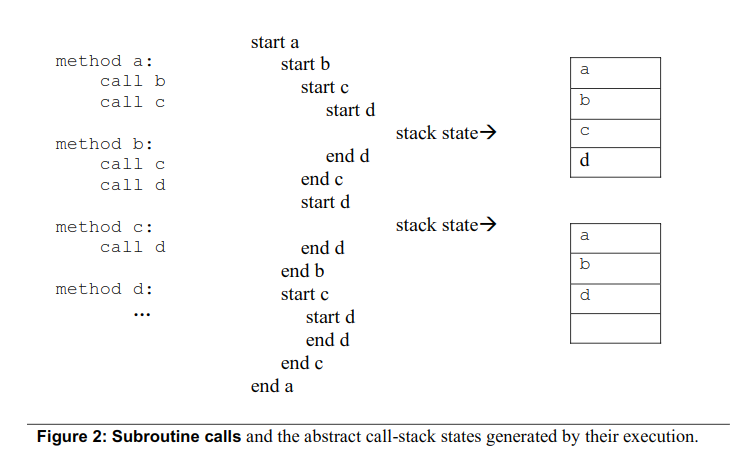 method a:
call b
call c
method b:
call c
call d
method c:
call d
method d:
...
start a
start b
start c
start d
stack state→
end d
end c
start d
stack state→
end d
end b
start c
start d
end d
end c
end a
a
b
c
d
a
b
d
Figure 2: Subroutine calls and the abstract call-stack states generated by their execution.